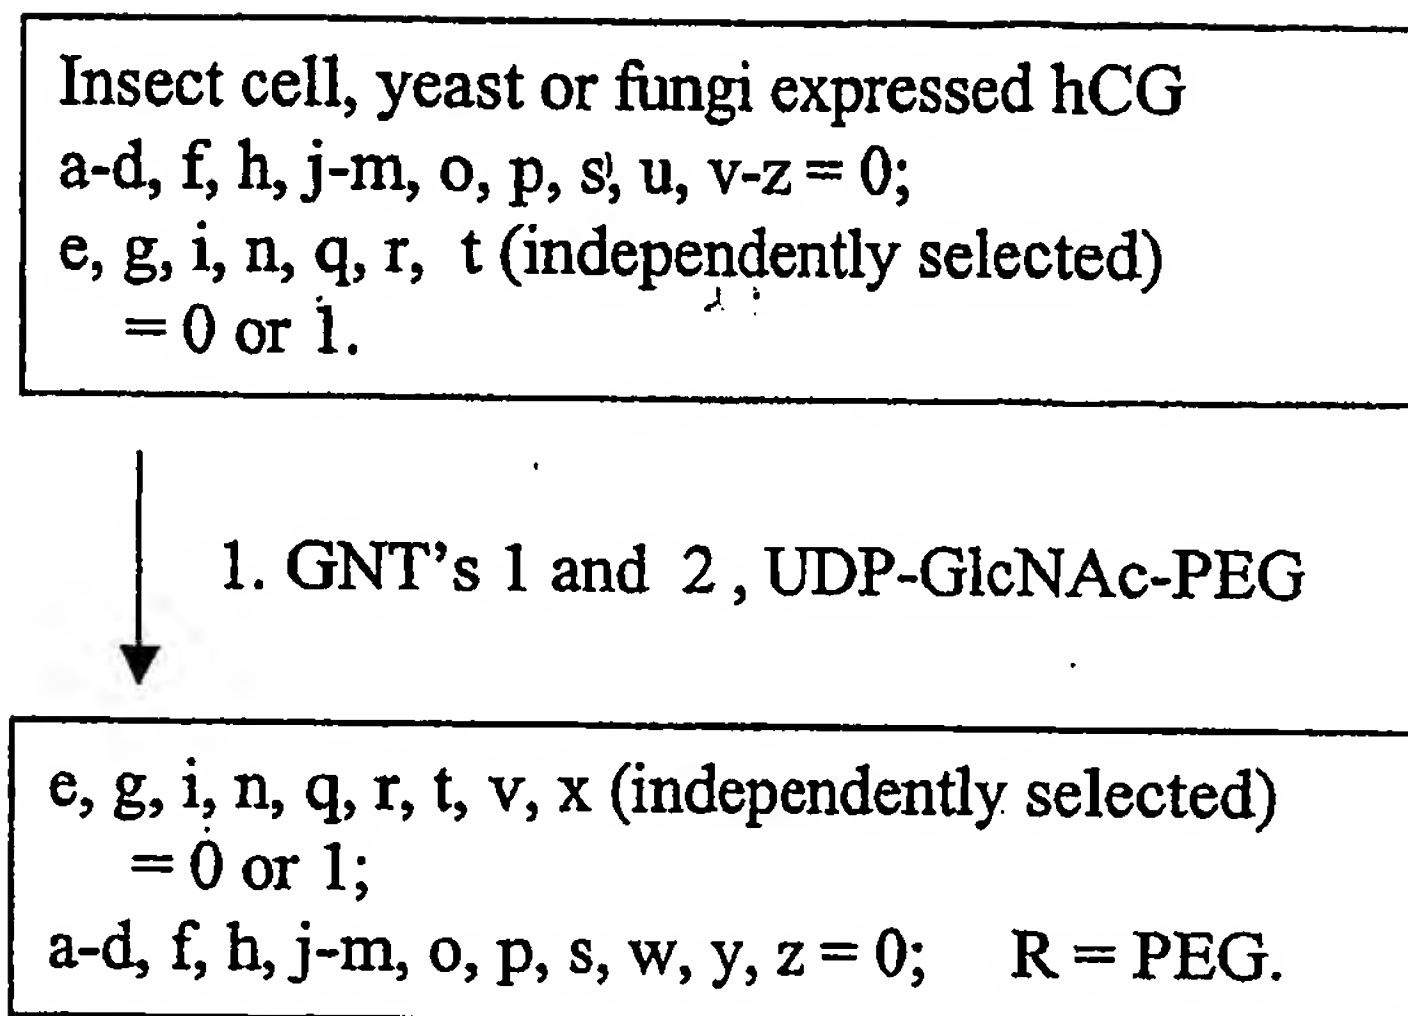 Insect cell, yeast or fungi expressed hCG
a-d, f, h, j-m, o, p, s, u, v-z = 0;
e, g, i, n, q, r, t (independently selected)
= 0 or 1.
1. GNT's 1 and 2, UDP-GlcNAc-PEG
e, g, i, n, q, r, t, v, x (independently selected)
= 0 or 1;
a-d, f, h, j-m, o, p, s, w, y, z = 0; R = PEG.